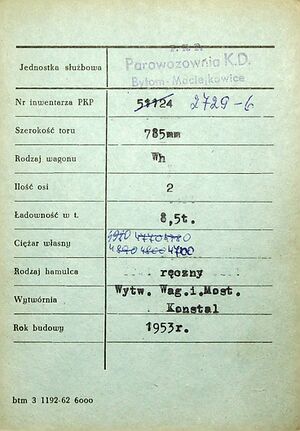 P. K. P.
Jednostka służbowa Parowozownia K.D.
Bytom-Maciejkowice
Nr inwentarza PKP 51124 2729-6
Szerokość toru 785mm
Rodzaj wagonu Wh
Ilość osi 2
Ładowność w t. 8,5t.
Ciężar własny 4770
4700
Rodzaj hamulca ręczny
Wytwórnia Wytw. Wag.i.Most.
Konstal
Rok budowy 1953r.
btm 3 1192-62 6000